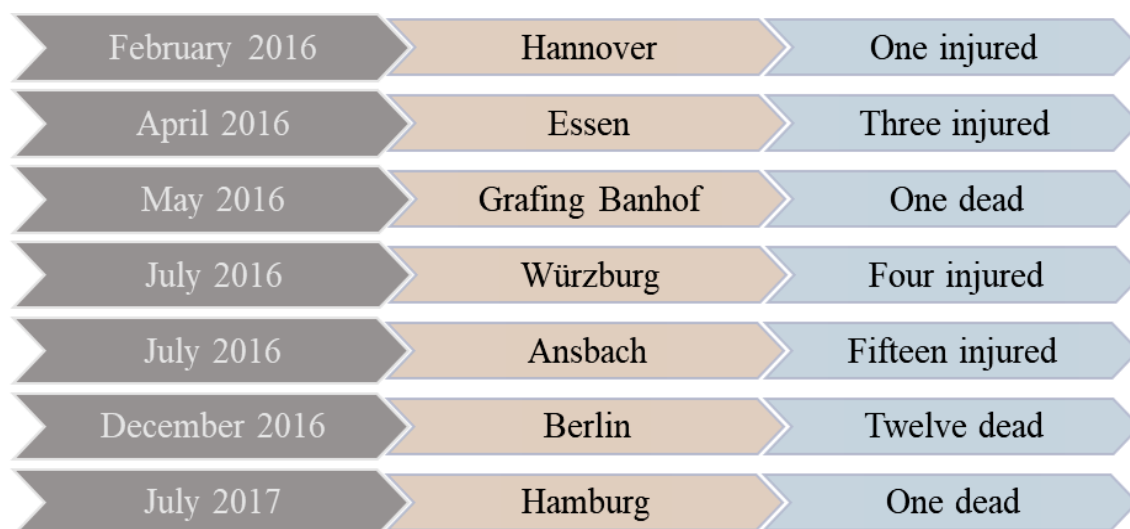 February 2016 Hannover One injured
April 2016 Essen Three injured
May 2016 Grafing Banhof One dead
July 2016 Würzburg Four injured
July 2016 Ansbach Fifteen injured
December 2016 Berlin Twelve dead
July 2017 Hamburg One dead